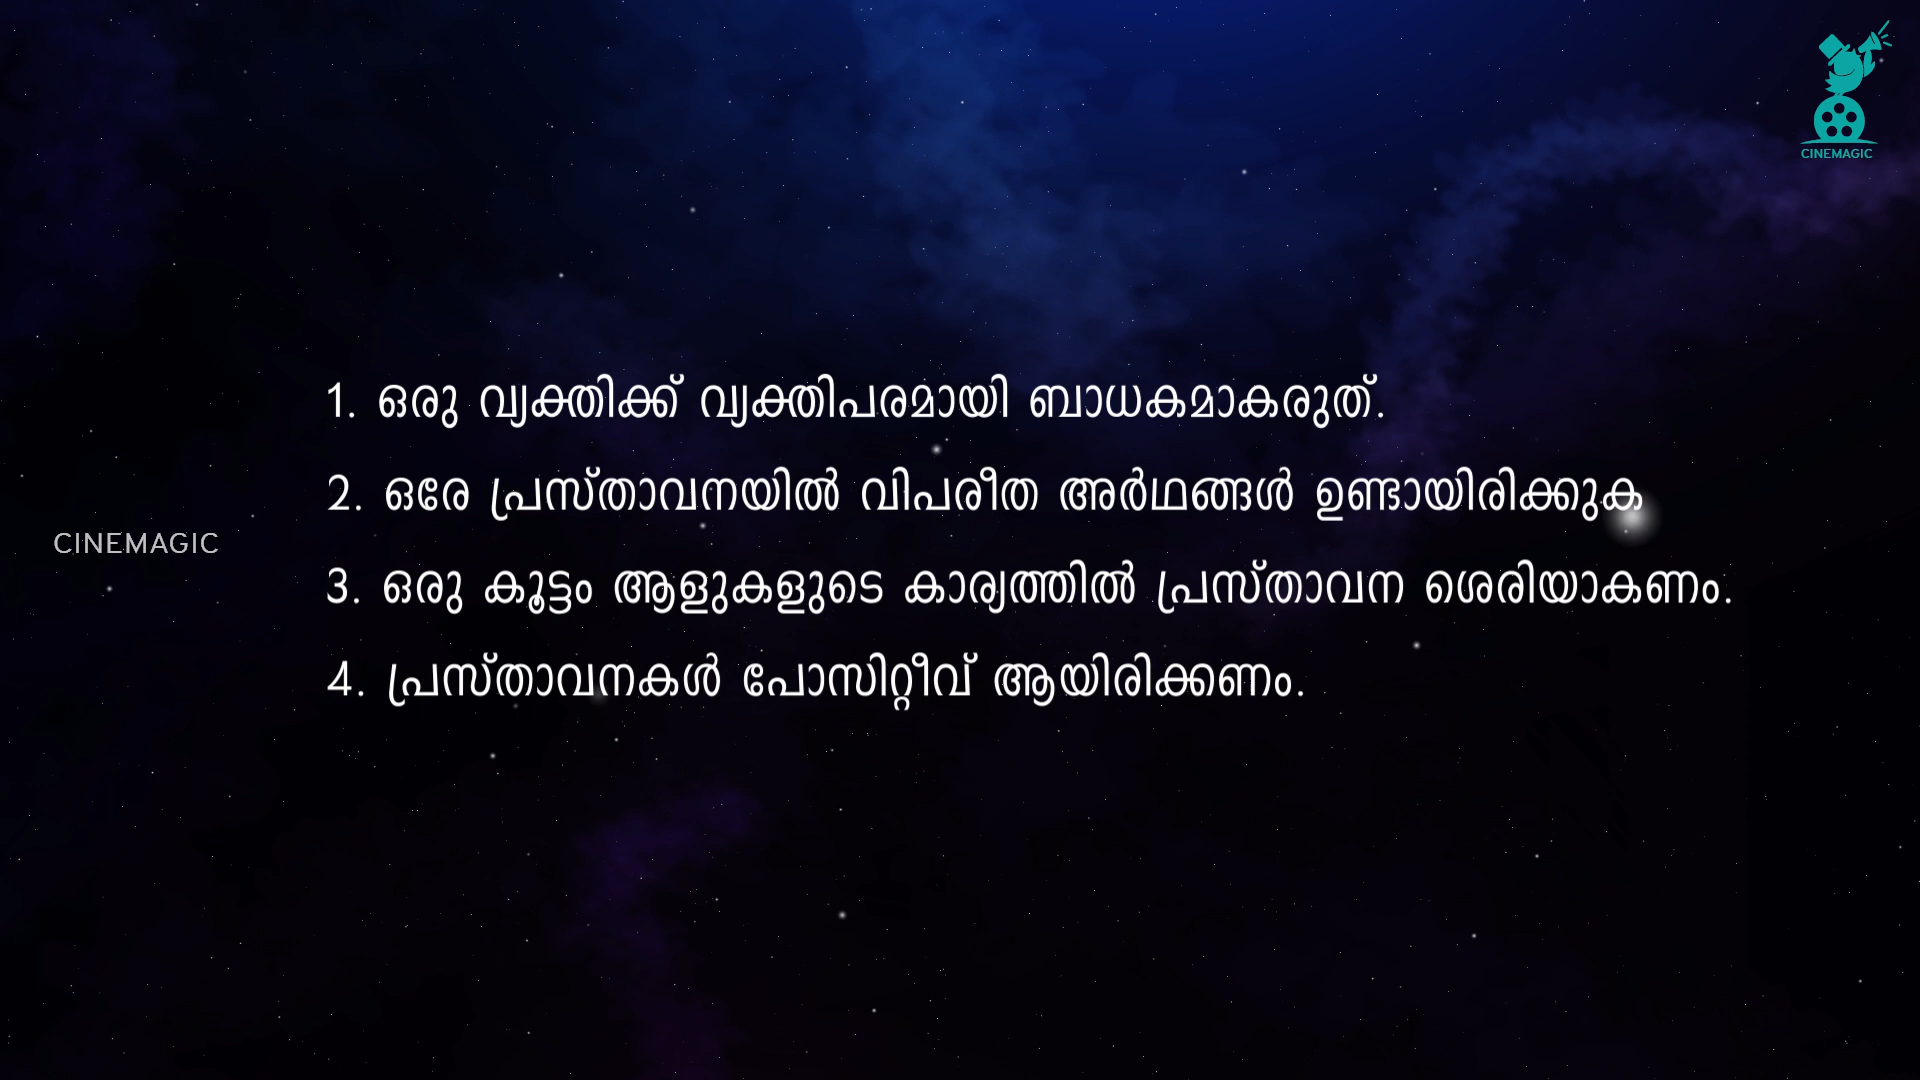 CINEMAGIC
1. ഒരു വ്യക്തിക്ക് വ്യക്തിപരമായി ബാധകമാകരുത്.
2. ഒരേ പ്രസ്താവനയിൽ വിപരീത അർഥങ്ങൾ ഉണ്ടായിരിക്കുക
CINEMAGIC
3. ഒരു കൂട്ടം ആളുകളുടെ കാര്യത്തിൽ പ്രസ്താവന ശെരിയാകണം.
4. പ്രസ്താവനകൾ പോസിറ്റീവ് ആയിരിക്കണം.